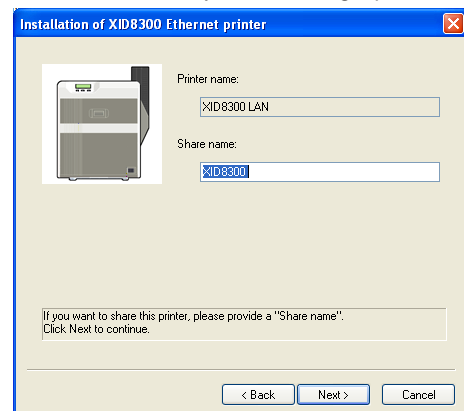 Installation of XID8300 Ethernet printer
Printer name:
XID8300 LAN
Share name:
XID8300
If you want to share this printer, please provide a "Share name".
Click Next to continue.
< Back
Next >
Cancel